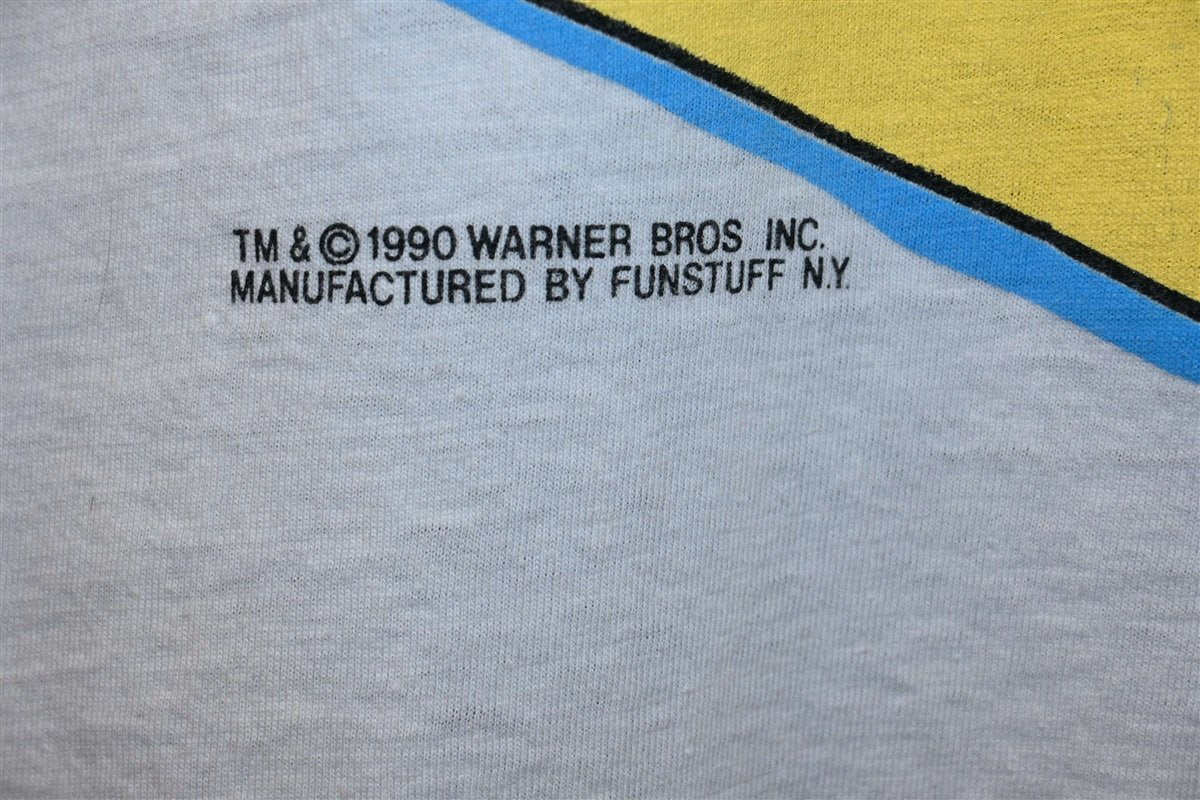 TM & © 1990 WARNER BROS INC.
MANUFACTURED BY FUNSTUFF N.Y.